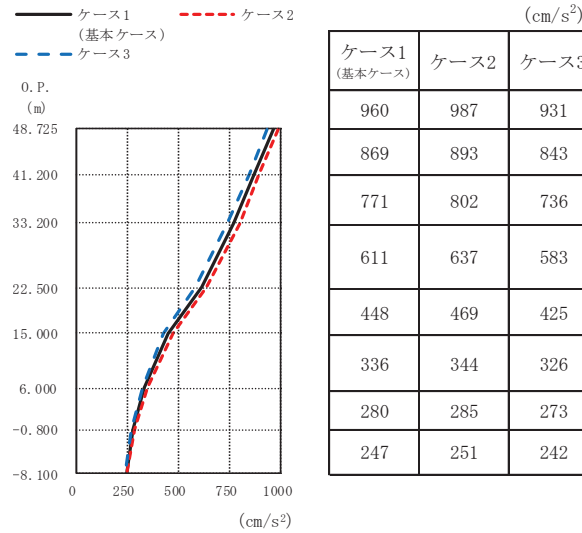 ケース1 ケース2
(基本ケース)
ケース3
O.P.
(m)
48.725
41.200
33.200
22.500
15.000
6.000
-0.800
-8.100
0 250 500 750 1000
(cm/s²)
(cm/s²)
ケース1 ケース2 ケース3
(基本ケース)
960 987 931
869 893 843
771 802 736
611 637 583
448 469 425
336 344 326
280 285 273
247 251 242